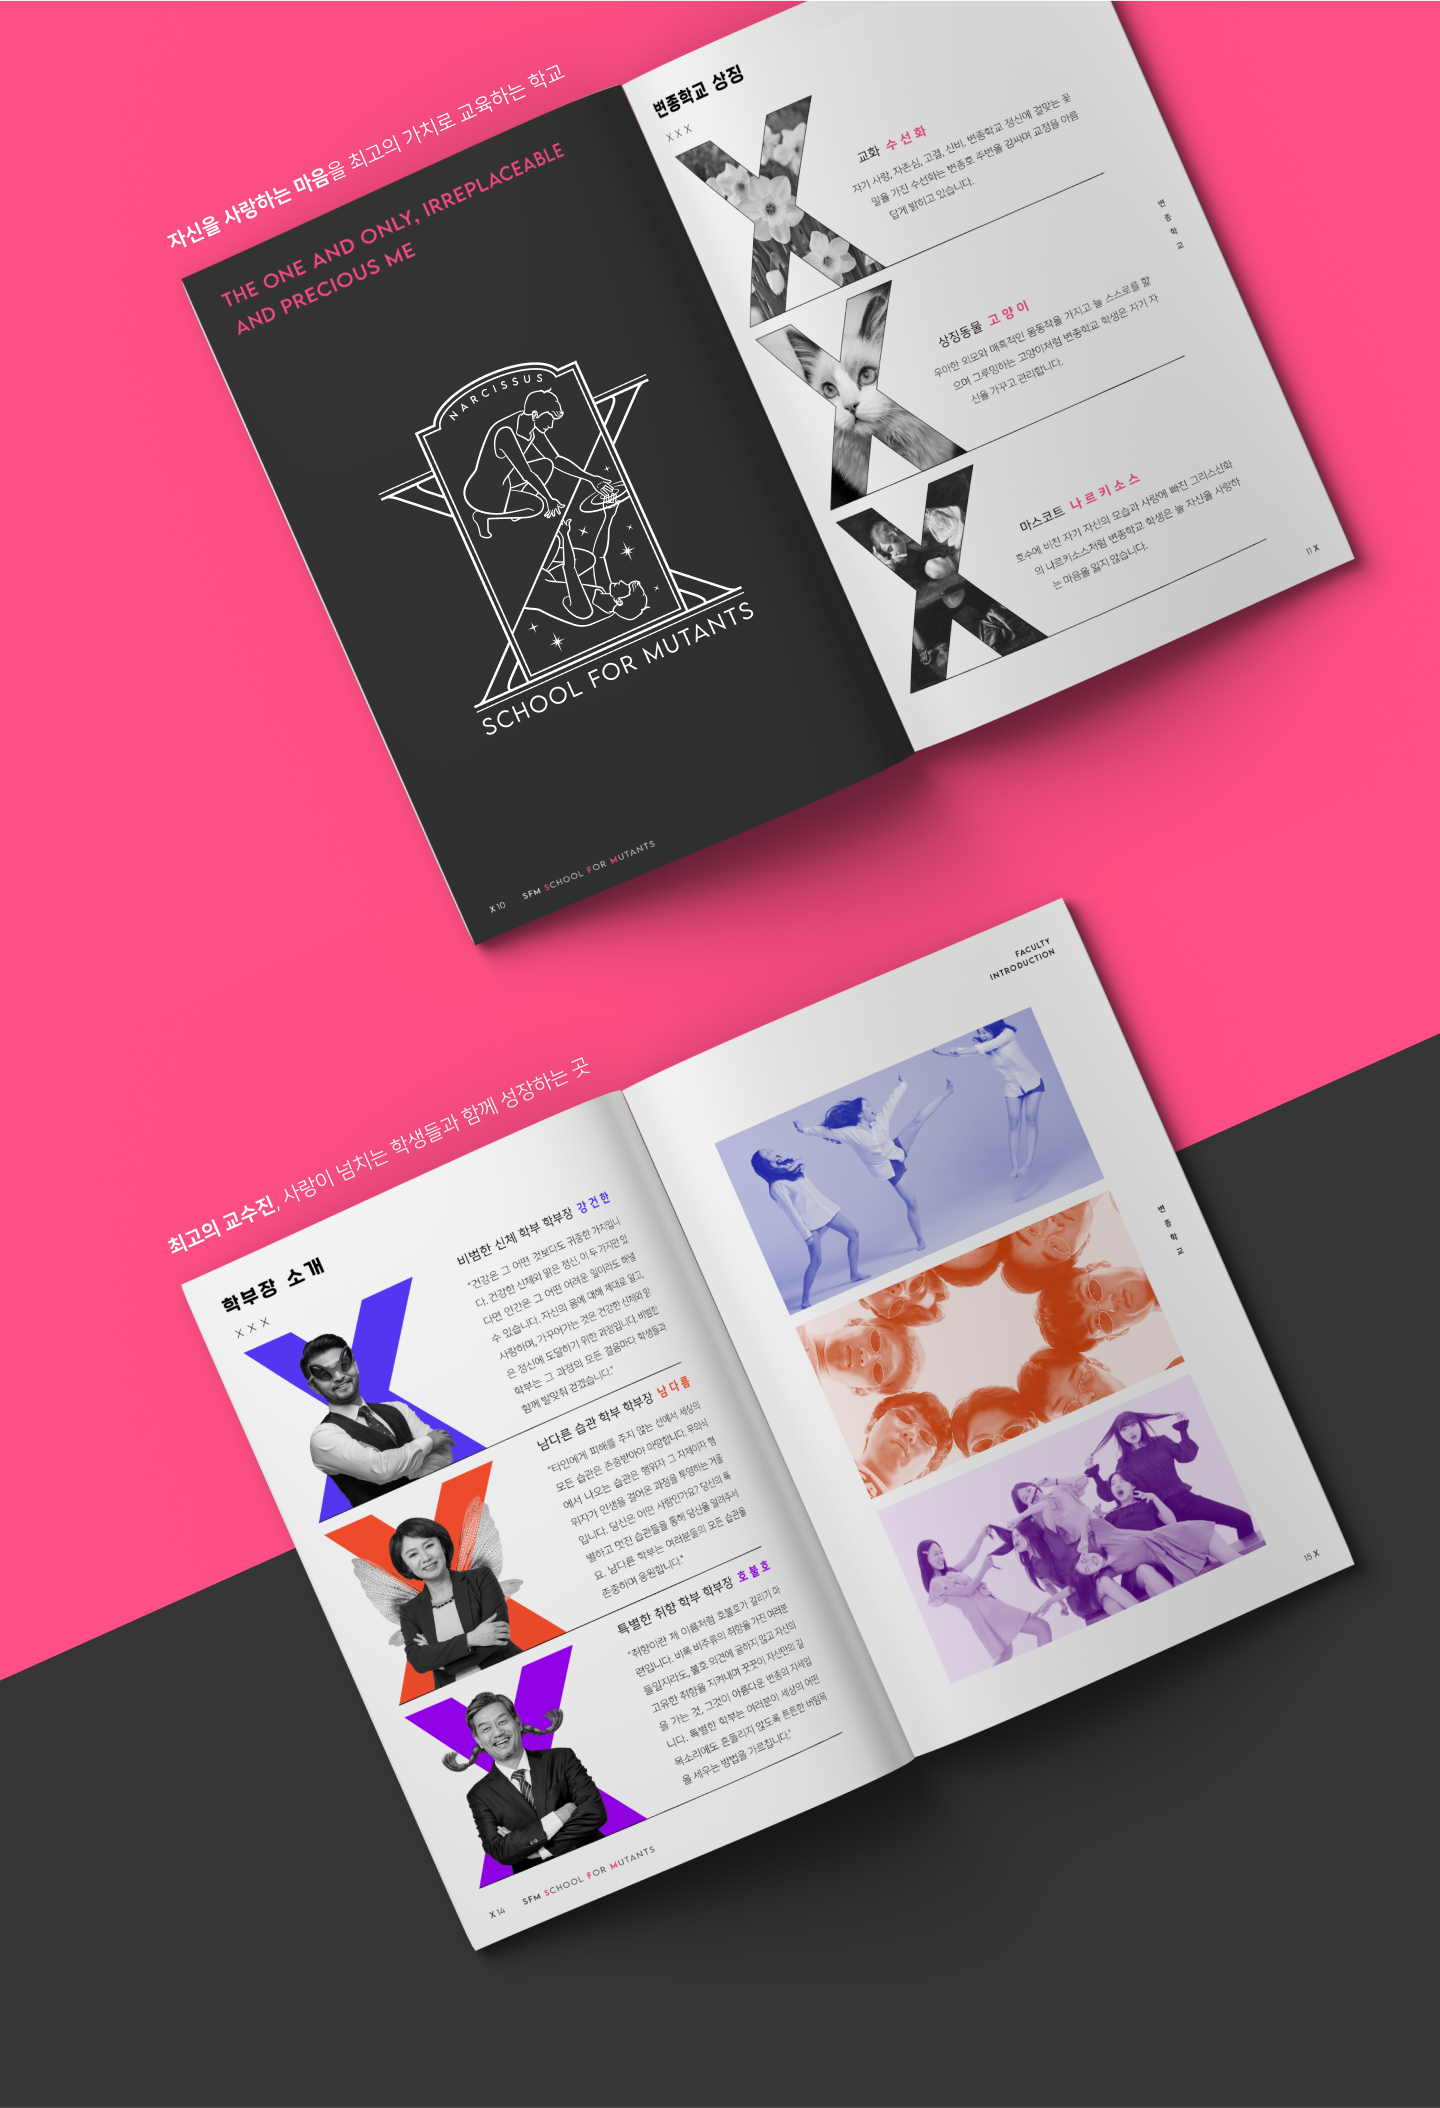 자신을 사랑하는 마음을 최고의 가치로 교육하는 학교
THE ONE AND ONLY, IRREPLACEABLE
AND PRECIOUS ME
NARCISSUS
SCHOOL FOR MUTANTS
X 10 SFM SCHOOL FOR MUTANTS
변종학교 상징
X X X
교화 수선화
자기 사랑, 자존심, 고결, 신비. 변종학교 정신에 걸맞는 꽃
말을 가진 수선화는 변종호 주변을 감싸며 교정을 아름
답게 밝히고 있습니다.
상징동물 고양이
우아한 외모와 매혹적인 몸동작을 가지고 늘 스스로를 핥
으며 그루밍하는 고양이처럼 변종학교 학생은 자기 자
신을 가꾸고 관리합니다.
마스코트 나르키소스
호수에 비친 자기 자신의 모습과 사랑에 빠진 그리스신화
의 나르키소스처럼 변종학교 학생은 늘 자신을 사랑하
는 마음을 잃지 않습니다.
변종학교
11 X
최고의 교수진, 사랑이 넘치는 학생들과 함께 성장하는 곳
학부장 소개
X X X
비범한 신체 학부 학부장 강건한
"건강은 그 어떤 것보다도 귀중한 가치입니
다. 건강한 신체와 맑은 정신, 이 두가지만 있
다면 인간은 그 어떤 어려운 일이라도 해낼
수 있습니다. 자신의 몸에 대해 제대로 알고,
사랑하며, 가꾸어가는 것은 건강한 신체와 맑
은 정신에 도달하기 위한 과정입니다. 비범한
학부는 그 과정의 모든 걸음마다 학생들과
함께 발맞춰 걷겠습니다."
남다른 습관 학부 학부장 남다름
"타인에게 피해를 주지 않는 선에서 세상의
모든 습관은 존중받아야 마땅합니다. 무의식
에서 나오는 습관은 행위자 그 자체이자 행
위자가 인생을 걸어온 과정을 투영하는 거울
입니다. 당신은 어떤 사람인가요? 당신의 특
별하고 멋진 습관들을 통해 당신을 알려주세
요. 남다른 학부는 여러분들의 모든 습관을
존중하며 응원합니다."
특별한 취향 학부 학부장 호불호
"취향이란 제 이름처럼 호불호가 갈리기 마
련입니다. 비록 비주류의 취향을 가진 여러분
들일지라도, 불호 의견에 굴하지 않고 자신의
고유한 취향을 지켜내며 꿋꿋이 자신만의 길
을 가는 것, 그것이 아름다운 변종의 자세입
니다. 특별한 학부는 여러분이 세상의 어떤
목소리에도 흔들리지 않도록 튼튼한 버팀목
을 세우는 방법을 가르칩니다."
X 14 SFM SCHOOL FOR MUTANTS
FACULTY
INTRODUCTION
변종학교
15 X